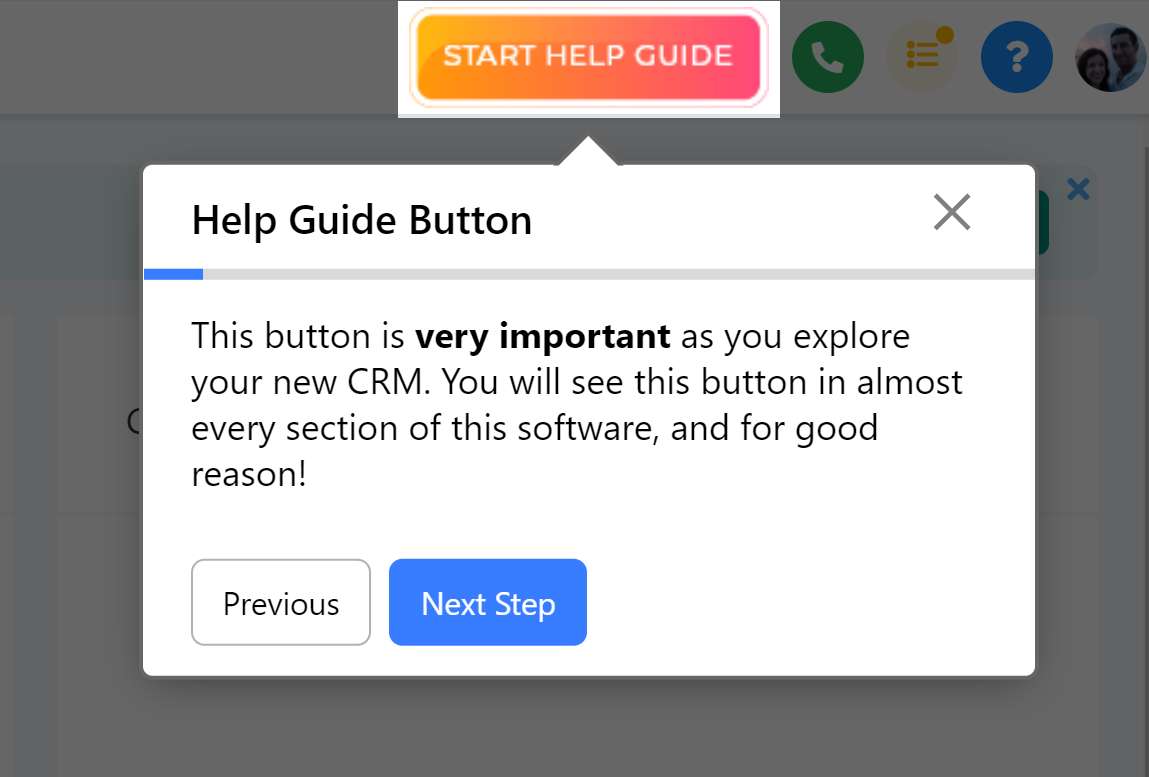 START HELP GUIDE
?
Help Guide Button
This button is very important as you explore
your new CRM. You will see this button in almost
every section of this software, and for good
reason!
Previous
Next Step